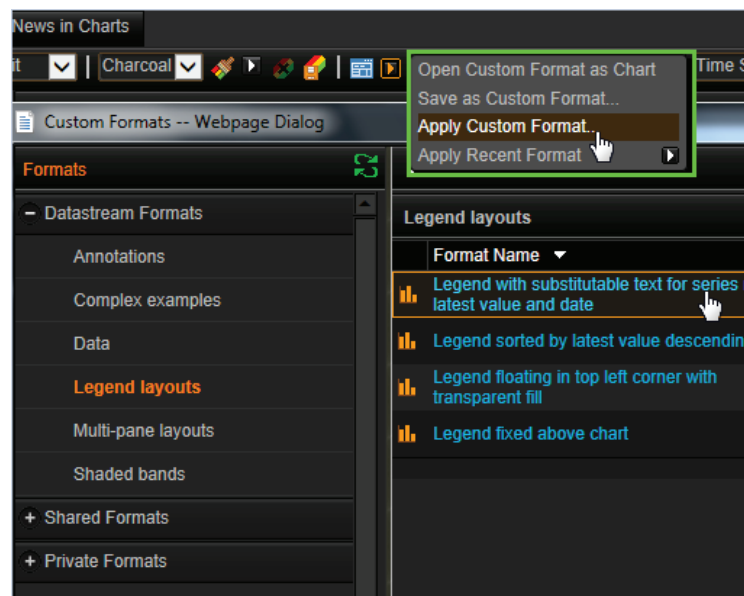 News in Charts
Charcoal
Open Custom Format as Chart
Save as Custom Format...
Apply Custom Format...
Apply Recent Format
Time S
Custom Formats -- Webpage Dialog
Formats
Datastream Formats
Annotations
Complex examples
Data
Legend layouts
Multi-pane layouts
Shaded bands
Shared Formats
Private Formats
Legend layouts
Format Name
Legend with substitutable text for series
latest value and date
Legend sorted by latest value descendin
Legend floating in top left corner with
transparent fill
Legend fixed above chart